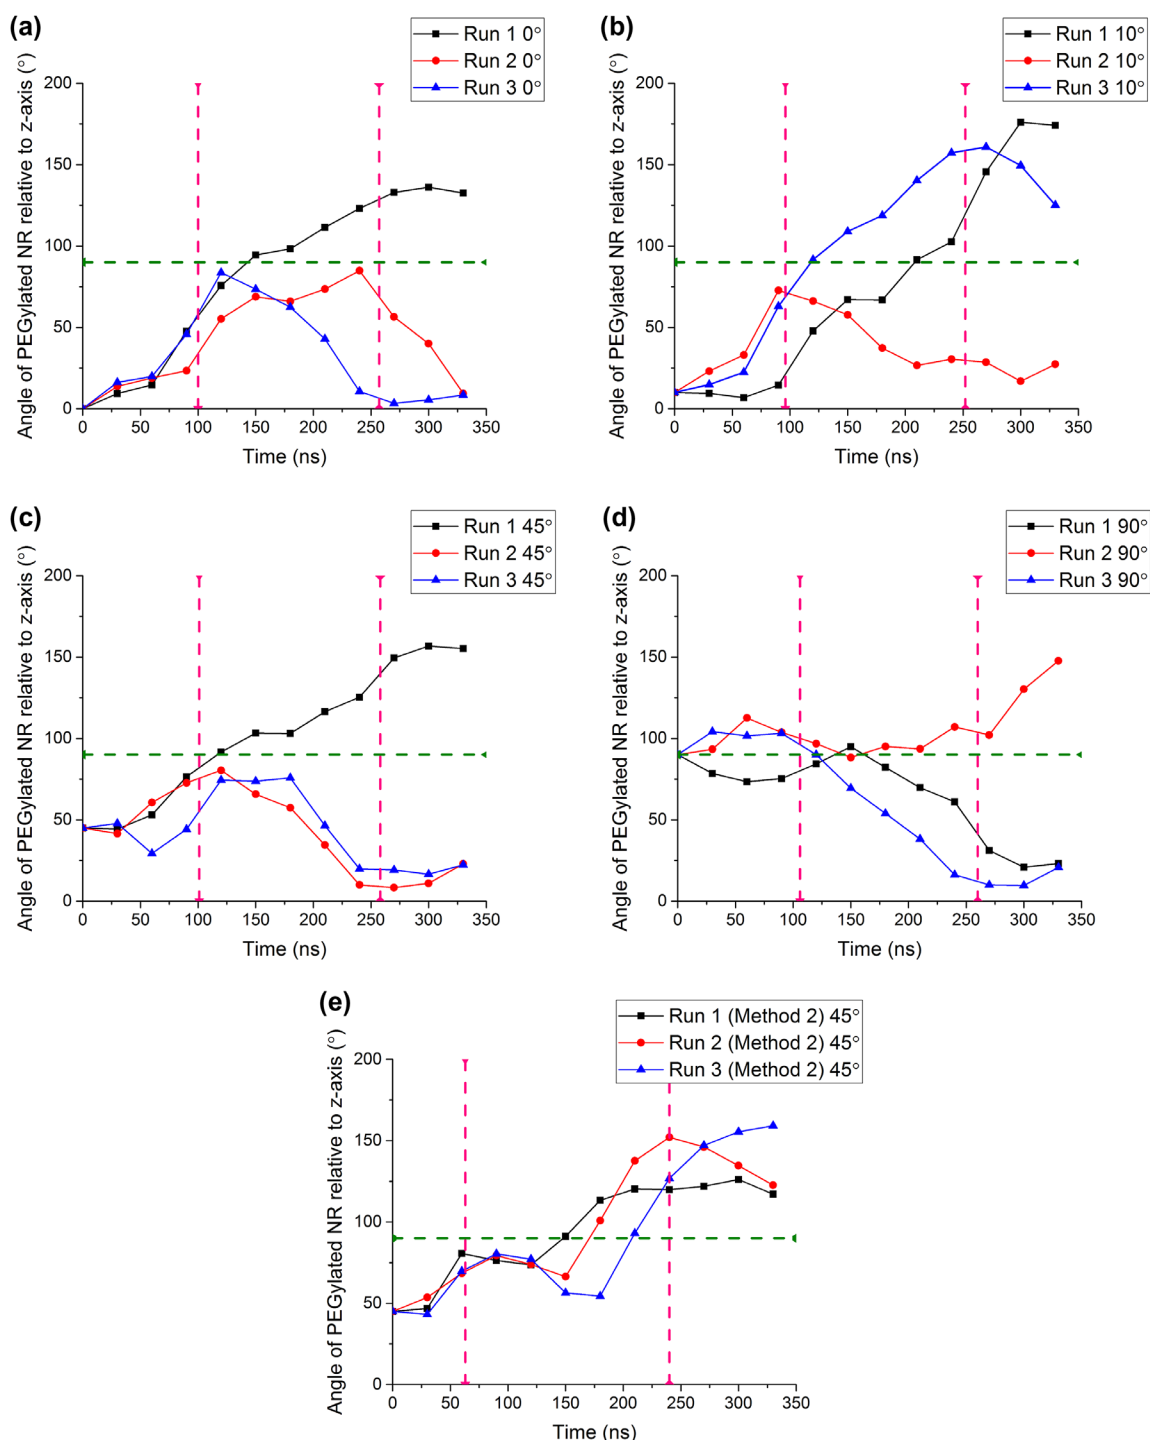 (a)
Run 1 0°
Run 2 0°
Run 3 0°
Angle of PEGylated NR relative to z-axis (°)
200
150
100
50
0
0 50 100 150 200 250 300 350
Time (ns)
(b)
Run 1 10°
Run 2 10°
Run 3 10°
Angle of PEGylated NR relative to z-axis (°)
200
150
100
50
0
0 50 100 150 200 250 300 350
Time (ns)
(c)
Run 1 45°
Run 2 45°
Run 3 45°
Angle of PEGylated NR relative to z-axis (°)
200
150
100
50
0
0 50 100 150 200 250 300 350
Time (ns)
(d)
Run 1 90°
Run 2 90°
Run 3 90°
Angle of PEGylated NR relative to z-axis (°)
200
150
100
50
0
0 50 100 150 200 250 300 350
Time (ns)
(e)
Run 1 (Method 2) 45°
Run 2 (Method 2) 45°
Run 3 (Method 2) 45°
Angle of PEGylated NR relative to z-axis (°)
200
150
100
50
0
0 50 100 150 200 250 300 350
Time (ns)